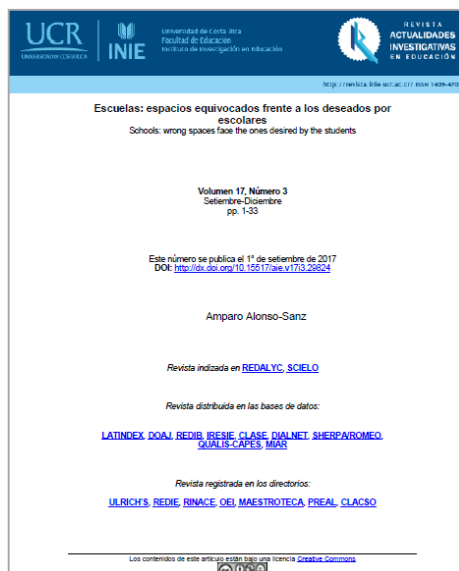 UCR
UNIVERSIDAD DE COSTA RICA
INIE
Universidad de Costa Rica
Facultad de Educación
Instituto de Investigación en Educación
REVISTA
ACTUALIDADES
INVESTIGATIVAS
EN EDUCACIÓN
http://revista.inie.ucr.ac.cr/ ISSN 1409-470
Escuelas: espacios equivocados frente a los deseados por
escolares
Schools: wrong spaces face the ones desired by the students
Volumen 17, Número 3
Setiembre-Diciembre
pp. 1-33
Este número se publica el 1° de setiembre de 2017
DOI: http://dx.doi.org/10.15517/aie.v17i3.29824
Amparo Alonso-Sanz
Revista indizada en REDALYC, SCIELO
Revista distribuida en las bases de datos:
LATINDEX, DOAJ, REDIB, IRESIE, CLASE, DIALNET, SHERPA/ROMEO,
QUALIS-CAPES, MIAR
Revista registrada en los directorios:
ULRICH'S, REDIE, RINACE, OEI, MAESTROTECA, PREAL, CLACSO
Los contenidos de este artículo están bajo una licencia Creative Commons